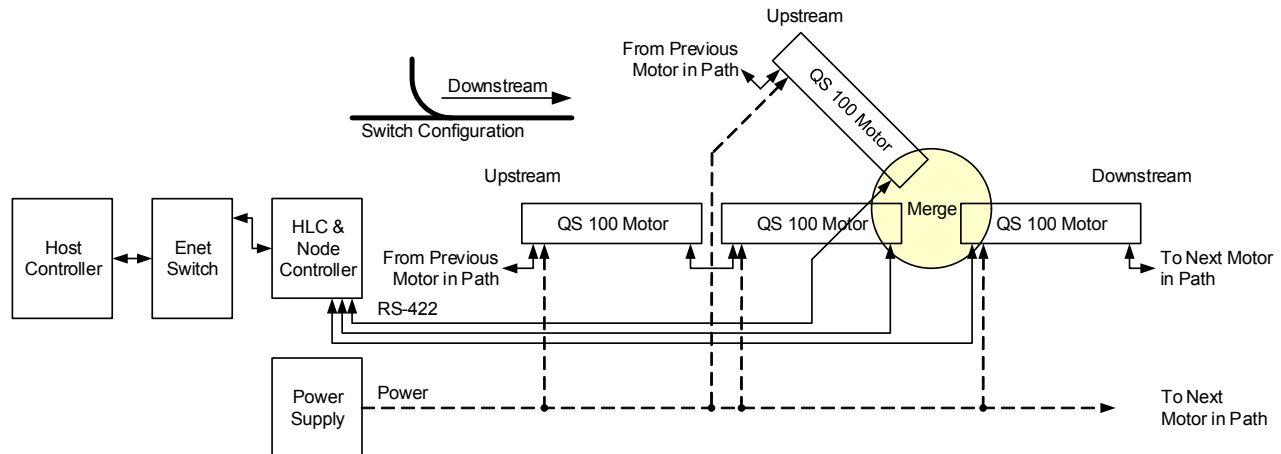 Upstream
From Previous
Motor in Path
QS 100 Motor
Downstream
Switch Configuration
Upstream
Downstream
Host
Controller
Enet
Switch
HLC &
Node
Controller
QS 100 Motor
QS 100 Motor
Merge
QS 100 Motor
From Previous
Motor in Path
To Next Motor
in Path
RS-422
Power
Supply
Power
To Next
Motor in Path